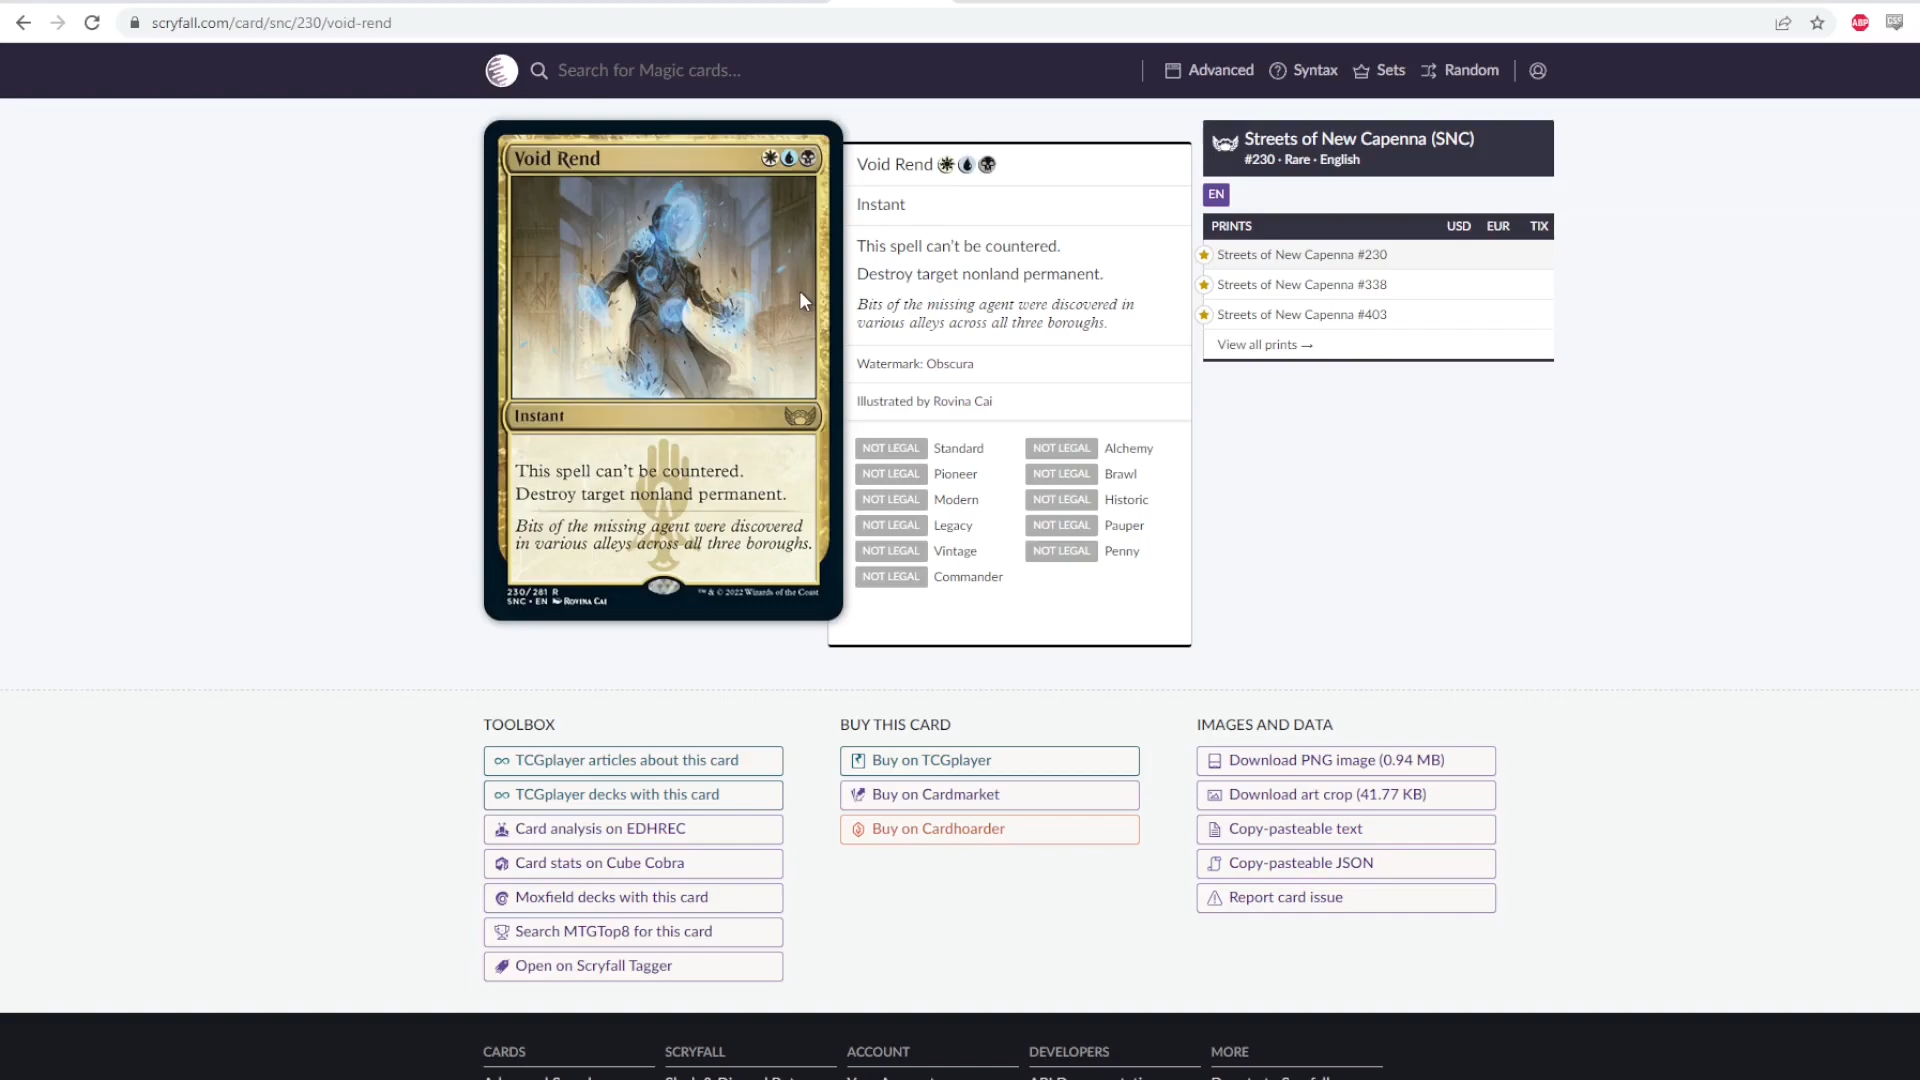 scryfall.com/card/snc/230/void-rend
ABP
CSS
Search for Magic cards...
Advanced
Syntax
Sets
Random
Void Rend
Instant
This spell can't be countered.
Destroy target nonland permanent.
Bits of the missing agent were discovered
in various alleys across all three boroughs.
230/281 R
SNC • EN Rovina Cai
™ & © 2022 Wizards of the Coast
Void Rend
Instant
This spell can't be countered.
Destroy target nonland permanent.
Bits of the missing agent were discovered in
various alleys across all three boroughs.
Watermark: Obscura
Illustrated by Rovina Cai
NOT LEGAL Standard NOT LEGAL Alchemy
NOT LEGAL Pioneer NOT LEGAL Brawl
NOT LEGAL Modern NOT LEGAL Historic
NOT LEGAL Legacy NOT LEGAL Pauper
NOT LEGAL Vintage NOT LEGAL Penny
NOT LEGAL Commander
Streets of New Capenna (SNC)
#230 · Rare · English
EN
PRINTS USD EUR TIX
Streets of New Capenna #230
Streets of New Capenna #338
Streets of New Capenna #403
View all prints →
TOOLBOX
TCGplayer articles about this card
TCGplayer decks with this card
Card analysis on EDHREC
Card stats on Cube Cobra
Moxfield decks with this card
Search MTGTop8 for this card
Open on Scryfall Tagger
BUY THIS CARD
Buy on TCGplayer
Buy on Cardmarket
Buy on Cardhoarder
IMAGES AND DATA
Download PNG image (0.94 MB)
Download art crop (41.77 KB)
Copy-pasteable text
Copy-pasteable JSON
Report card issue
CARDS SCRYFALL ACCOUNT DEVELOPERS MORE